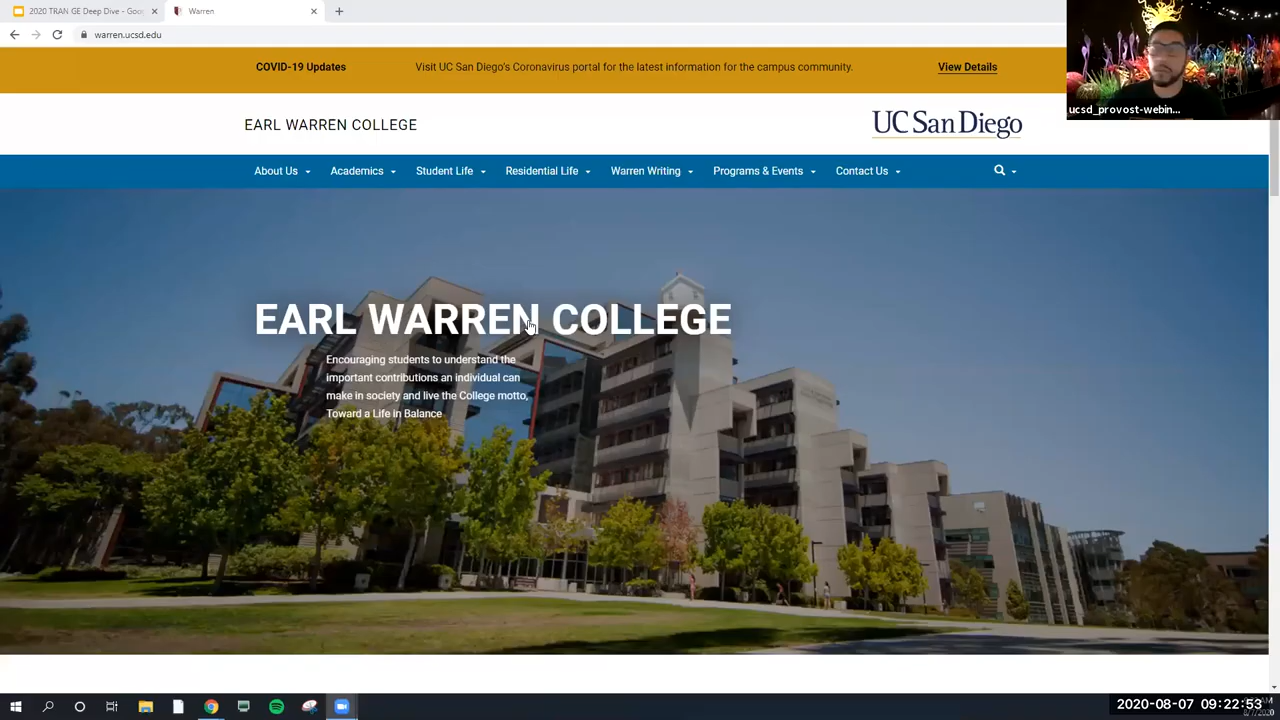 2020 TRAN GE Deep Dive - Goo
Warren
warren.ucsd.edu
COVID-19 Updates
Visit UC San Diego's Coronavirus portal for the latest information for the campus community.
View Details
ucsd_provost-webin...
EARL WARREN COLLEGE
UC San Diego
About Us
Academics
Student Life
Residential Life
Warren Writing
Programs & Events
Contact Us
EARL WARREN COLLEGE
Encouraging students to understand the
important contributions an individual can
make in society and live the College motto,
Toward a Life in Balance
2020-08-07 09:22:53